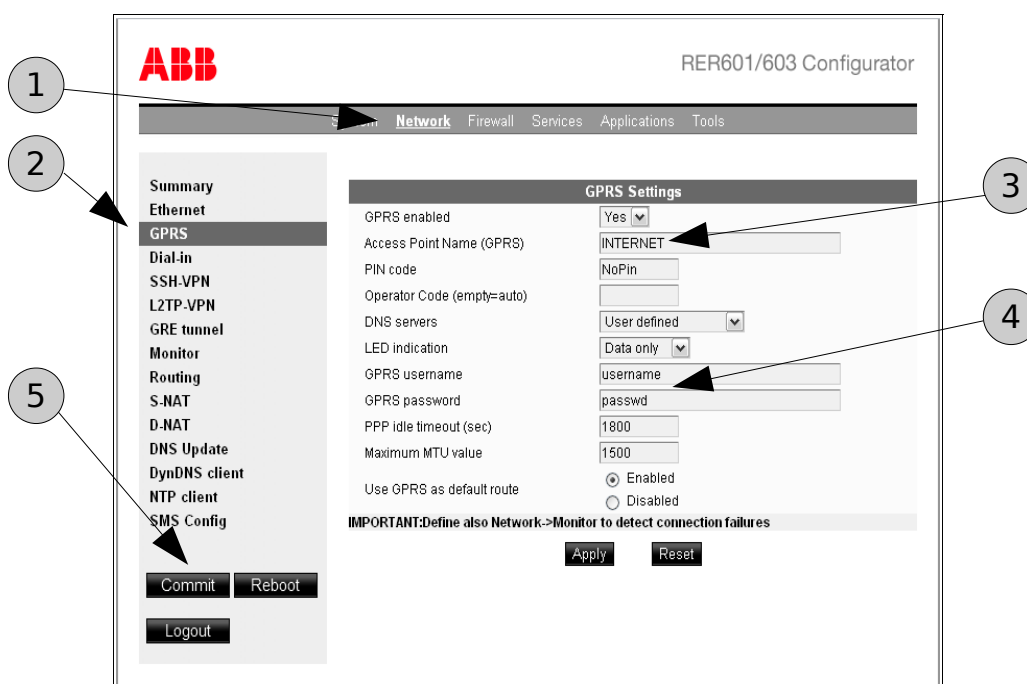 ABB
RER601/603 Configurator
1
Network Firewall Services Applications Tools
2
Summary
Ethernet
GPRS
Dial-in
SSH-VPN
L2TP-VPN
GRE tunnel
Monitor
Routing
S-NAT
D-NAT
DNS Update
DynDNS client
NTP client
SMS Config
5
Commit Reboot
Logout
GPRS Settings
3
GPRS enabled Yes
Access Point Name (GPRS) INTERNET
PIN code NoPin
Operator Code (empty=auto)
DNS servers User defined
4
LED indication Data only
GPRS username username
GPRS password passwd
PPP idle timeout (sec) 1800
Maximum MTU value 1500
Use GPRS as default route Enabled
Disabled
IMPORTANT:Define also Network->Monitor to detect connection failures
Apply Reset